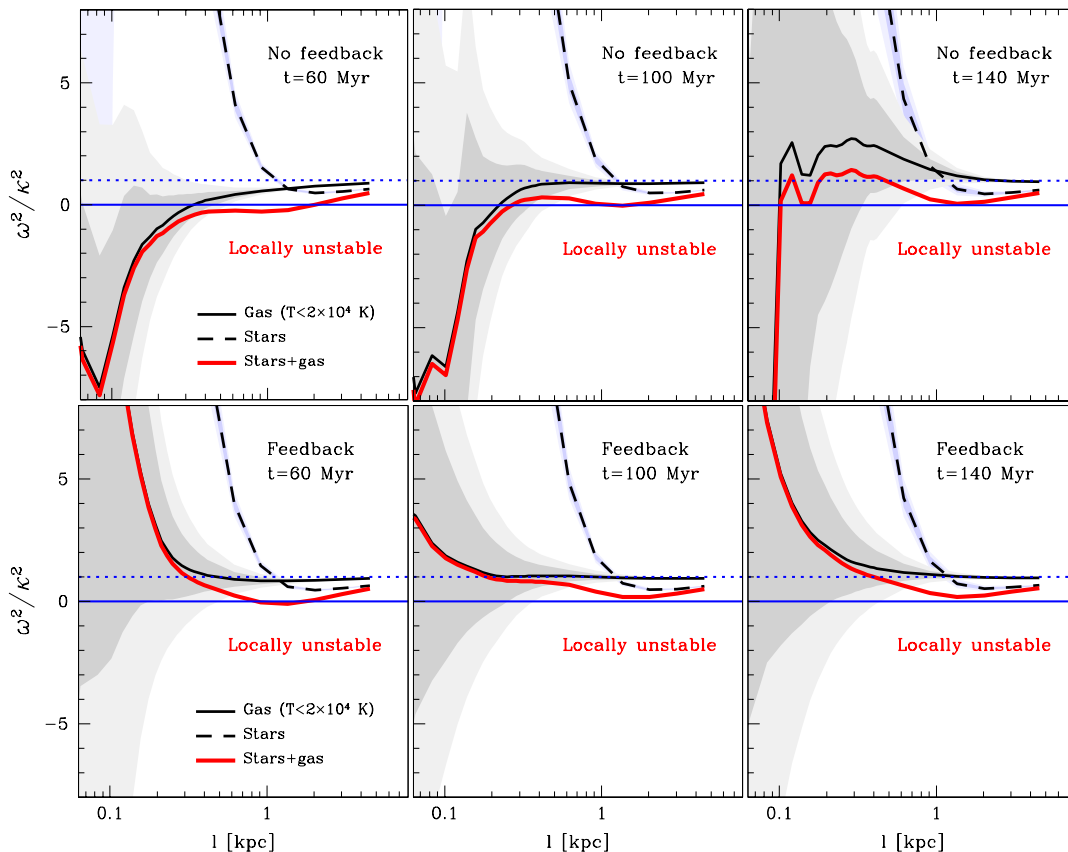 No feedback
t=60 Myr
No feedback
t=100 Myr
No feedback
t=140 Myr
5
0
-5
ω²/κ²
Locally unstable
Locally unstable
Locally unstable
Gas (T<2×10⁴ K)
Stars
Stars+gas
Feedback
t=60 Myr
Feedback
t=100 Myr
Feedback
t=140 Myr
5
0
-5
ω²/κ²
Locally unstable
Locally unstable
Locally unstable
Gas (T<2×10⁴ K)
Stars
Stars+gas
0.1 1
0.1 1
0.1 1
l [kpc]
l [kpc]
l [kpc]